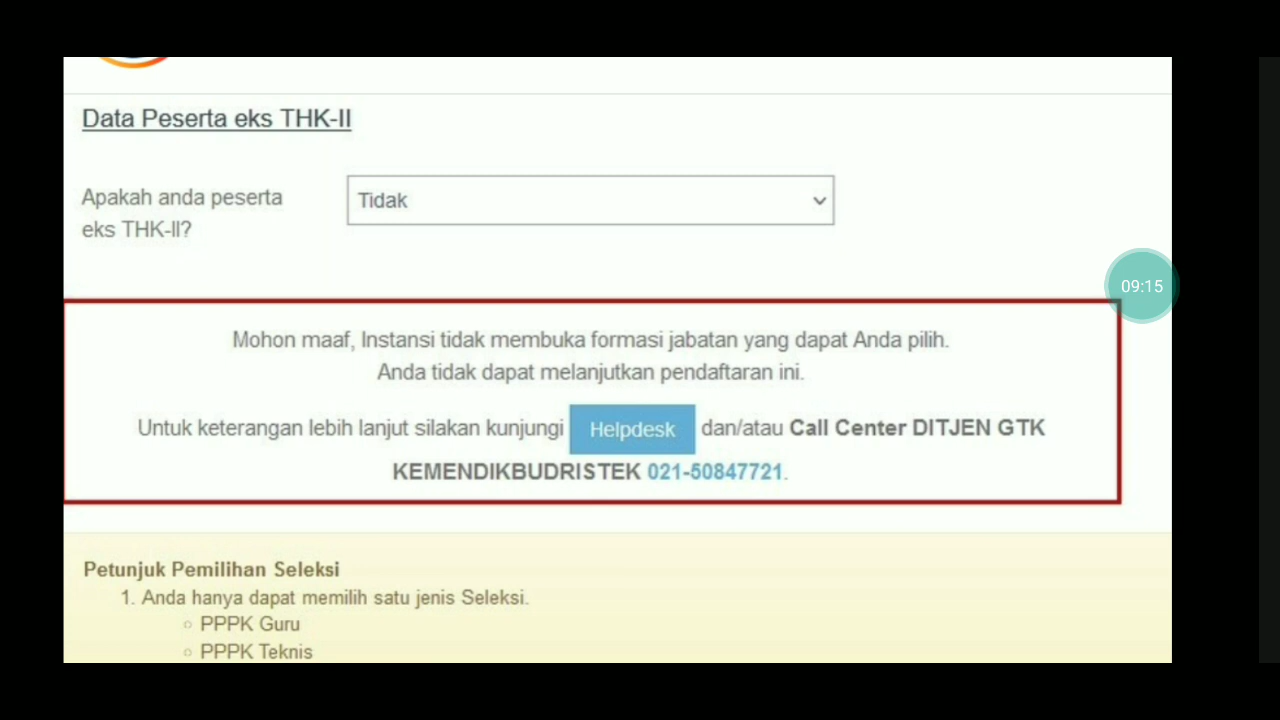 Data Peserta eks THK-II
Apakah anda peserta
eks THK-II?
Tidak
09:15
Mohon maaf, Instansi tidak membuka formasi jabatan yang dapat Anda pilih.
Anda tidak dapat melanjutkan pendaftaran ini.
Untuk keterangan lebih lanjut silakan kunjungi Helpdesk dan/atau Call Center DITJEN GTK
KEMENDIKBUDRISTEK 021-50847721.
Petunjuk Pemilihan Seleksi
1. Anda hanya dapat memilih satu jenis Seleksi.
○ PPPK Guru
○ PPPK Teknis